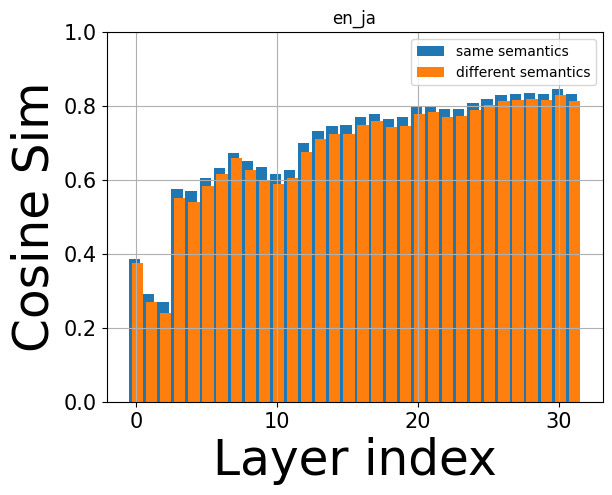 en_ja
same semantics
different semantics
Cosine Sim
1.0
0.8
0.6
0.4
0.2
0.0
0 10 20 30
Layer index